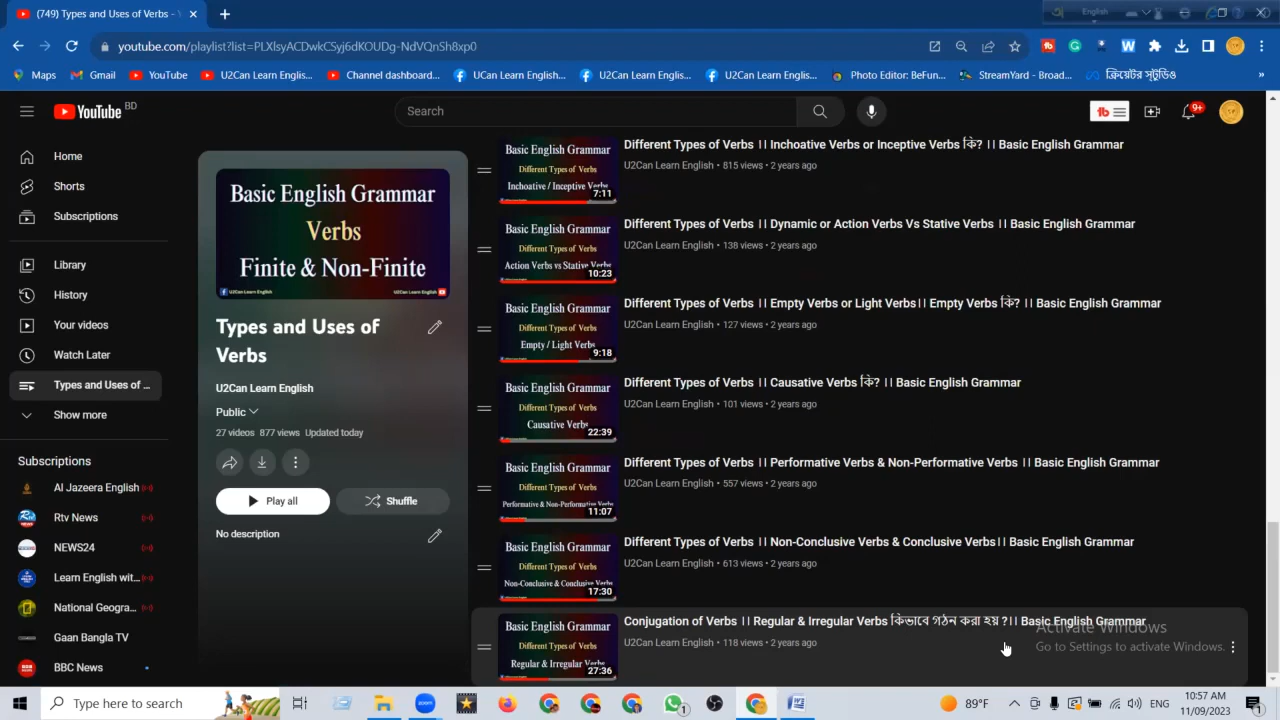 (749) Types and Uses of Verbs -
English
youtube.com/playlist?list=PLXlsyACDwkCSyj6dKOUDg-NdVQnSh8xp0
Maps
Gmail
YouTube
U2Can Learn Englis...
Channel dashboard...
UCan Learn English...
U2Can Learn Englis...
U2Can Learn Englis...
Photo Editor: BeFun...
StreamYard - Broad...
ক্রিয়েটর স্টুডিও
»
YouTube
BD
Search
9+
Home
Shorts
Subscriptions
Library
History
Your videos
Watch Later
Types and Uses of ...
Show more
Subscriptions
Al Jazeera English
Rtv News
NEWS24
Learn English wit...
National Geogra...
Gaan Bangla TV
BBC News
Basic English Grammar
Verbs
Finite & Non-Finite
U2Can Learn English
U2Can Learn English
Types and Uses of
Verbs
U2Can Learn English
Public
27 videos 877 views Updated today
Play all
Shuffle
No description
Basic English Grammar
Different Types of Verbs
Inchoative / Inceptive Verbs
7:11
Different Types of Verbs ।। Inchoative Verbs or Inceptive Verbs কি? ।। Basic English Grammar
U2Can Learn English • 815 views • 2 years ago
Basic English Grammar
Different Types of Verbs
Action Verbs vs Stative Verbs
10:23
Different Types of Verbs ।। Dynamic or Action Verbs Vs Stative Verbs ।। Basic English Grammar
U2Can Learn English • 138 views • 2 years ago
Basic English Grammar
Different Types of Verbs
Empty / Light Verbs
9:18
Different Types of Verbs ।। Empty Verbs or Light Verbs।। Empty Verbs কি? ।। Basic English Grammar
U2Can Learn English • 127 views • 2 years ago
Basic English Grammar
Different Types of Verbs
Causative Verbs
22:39
Different Types of Verbs ।। Causative Verbs কি? ।। Basic English Grammar
U2Can Learn English • 101 views • 2 years ago
Basic English Grammar
Different Types of Verbs
Performative & Non-Performative Verbs
11:07
Different Types of Verbs ।। Performative Verbs & Non-Performative Verbs ।। Basic English Grammar
U2Can Learn English • 557 views • 2 years ago
Basic English Grammar
Different Types of Verbs
Non-Conclusive & Conclusive Verbs
17:30
Different Types of Verbs ।। Non-Conclusive Verbs & Conclusive Verbs।। Basic English Grammar
U2Can Learn English • 613 views • 2 years ago
Basic English Grammar
Different Types of Verbs
Regular & Irregular Verbs
27:36
Conjugation of Verbs ।। Regular & Irregular Verbs কিভাবে গঠন করা হয় ?।। Basic English Grammar
U2Can Learn English • 118 views • 2 years ago
Activate Windows
Go to Settings to activate Windows.
Type here to search
zoom
1
89°F
ENG
10:57 AM
11/09/2023
1